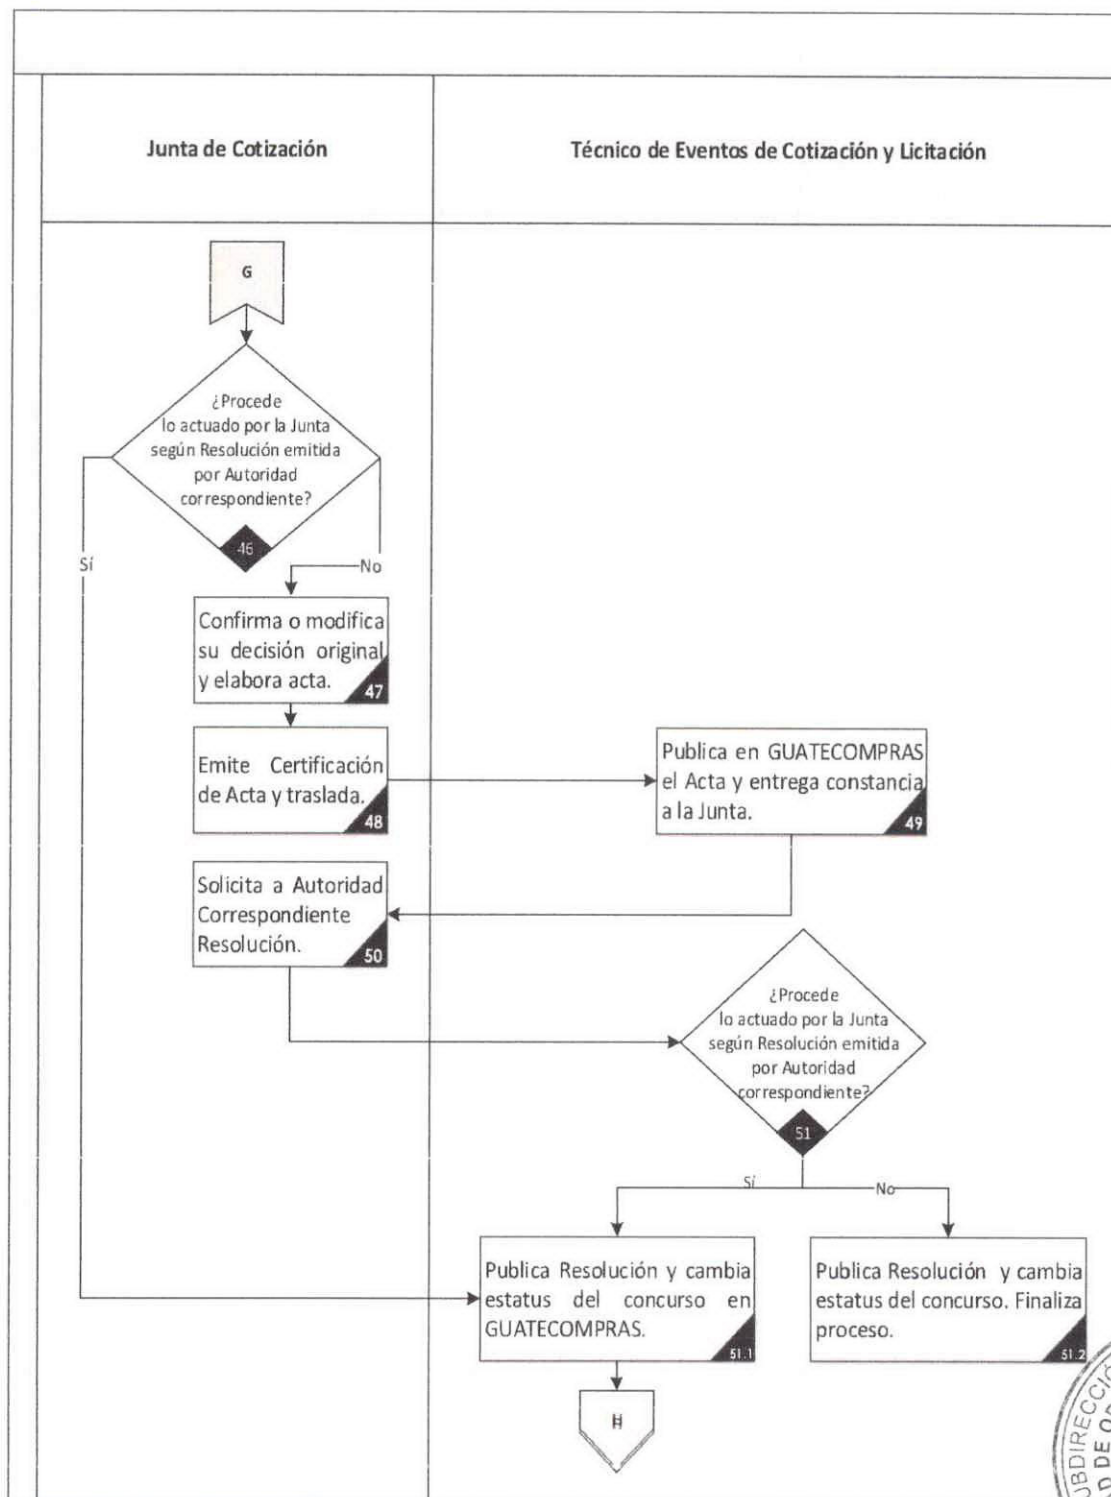 Junta de Cotización
Técnico de Eventos de Cotización y Licitación
G
¿Procede
lo actuado por la Junta
según Resolución emitida
por Autoridad
correspondiente?
46
Sí
No
Confirma o modifica
su decisión original
y elabora acta.
47
Emite Certificación
de Acta y traslada.
48
Publica en GUATECOMPRAS
el Acta y entrega constancia
a la Junta.
49
Solicita a Autoridad
Correspondiente
Resolución.
50
¿Procede
lo actuado por la Junta
según Resolución emitida
por Autoridad
correspondiente?
51
Sí
No
Publica Resolución y cambia
estatus del concurso en
GUATECOMPRAS.
51.1
Publica Resolución y cambia
estatus del concurso. Finaliza
proceso.
51.2
H